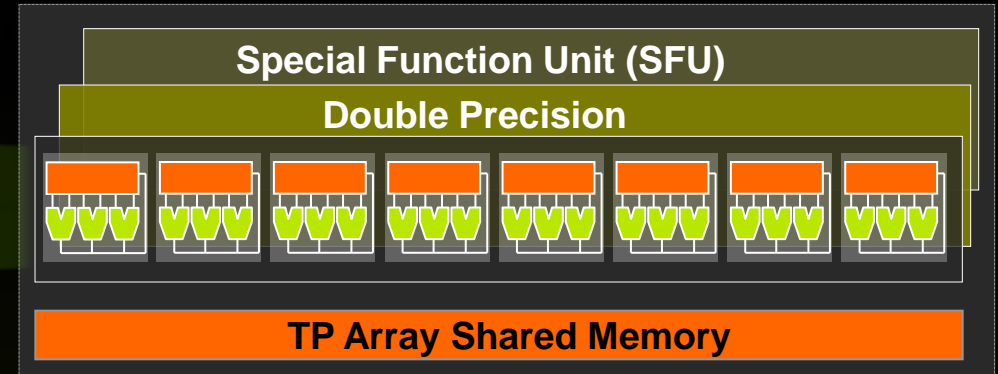 Special Function Unit (SFU)
Double Precision
TP Array Shared Memory